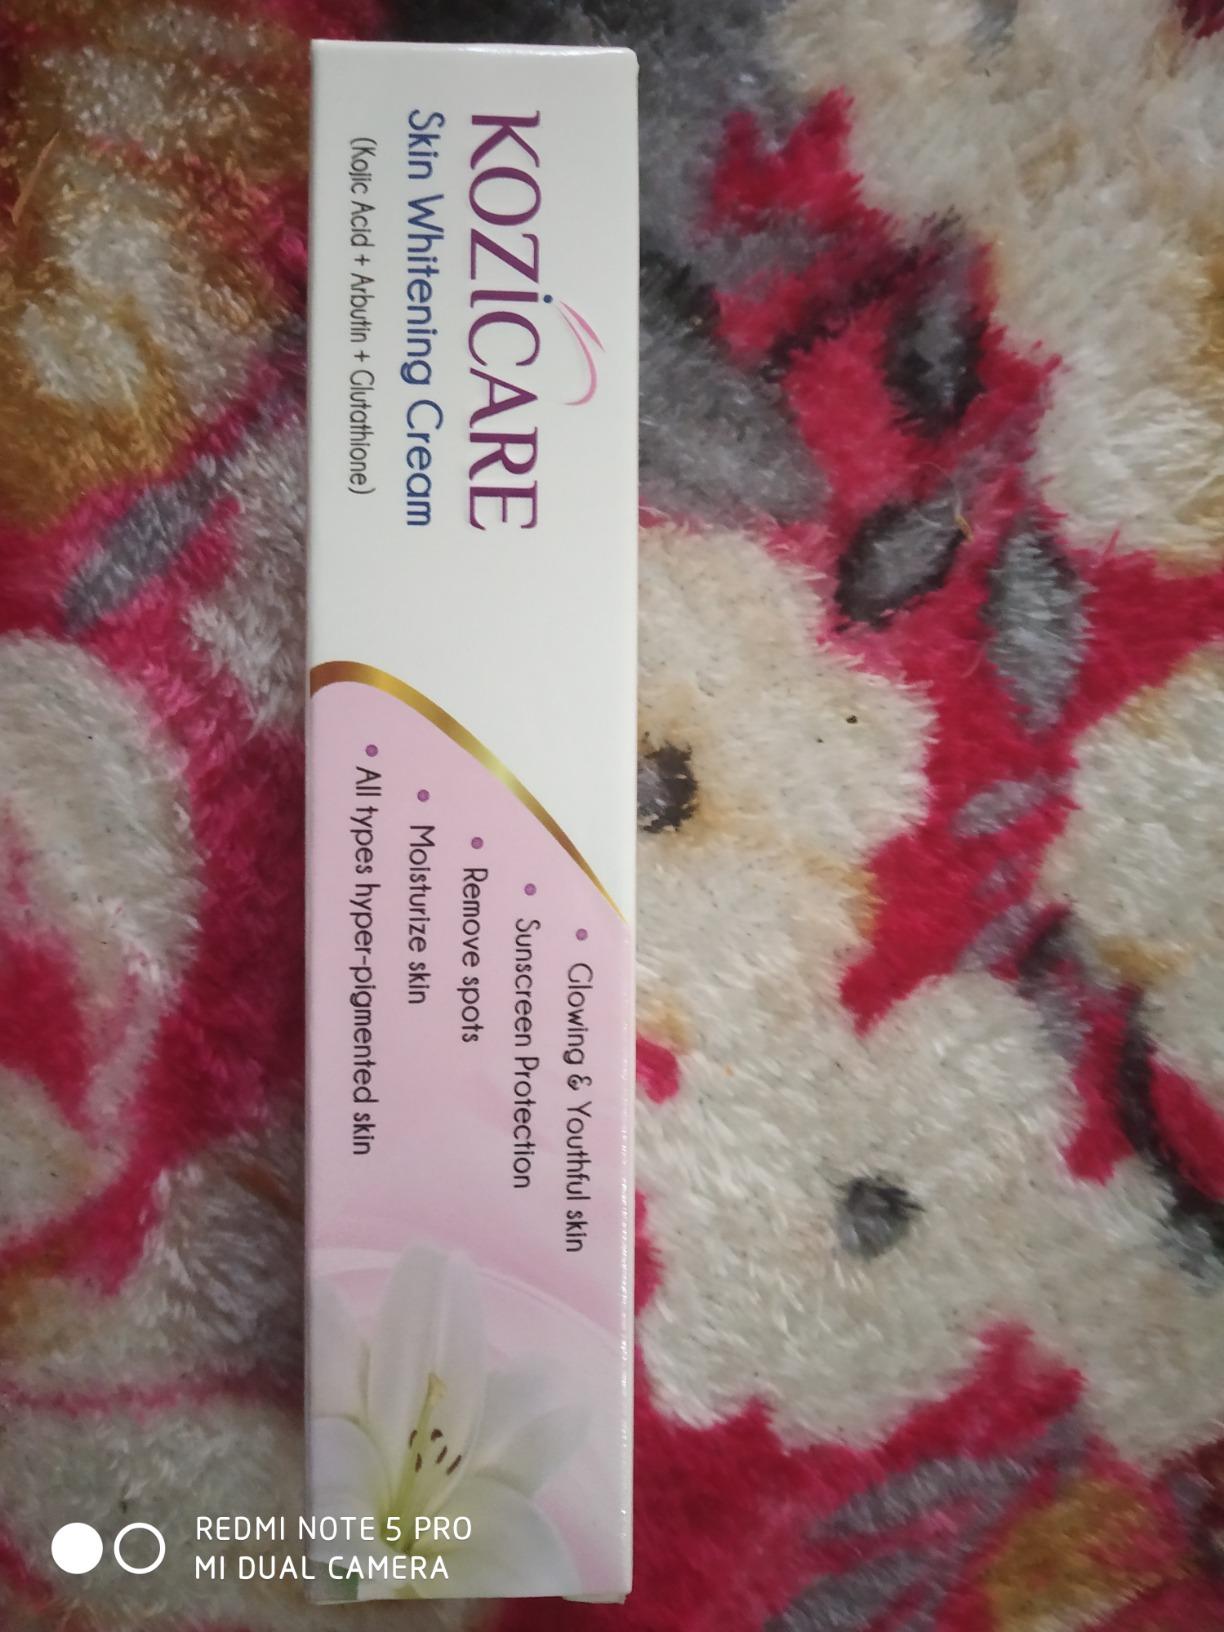 KOZiCARE
Skin Whitening Cream
(Kojic Acid + Arbutin + Glutathione)
• Glowing & Youthful skin
• Sunscreen Protection
• Remove spots
• Moisturize skin
• All types hyper-pigmented skin
REDMI NOTE 5 PRO
MI DUAL CAMERA